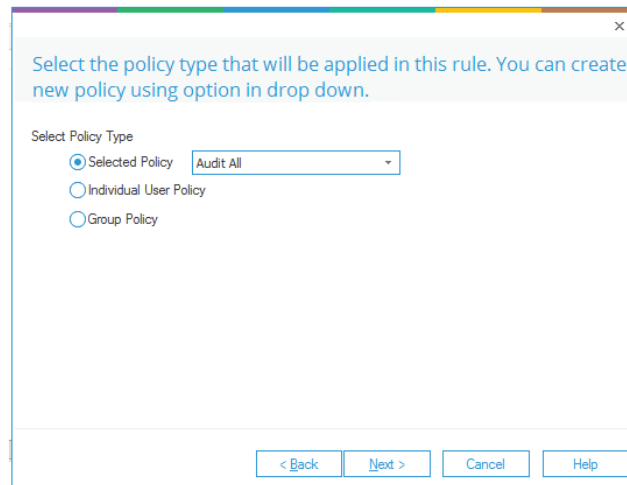 Select the policy type that will be applied in this rule. You can create
new policy using option in drop down.
Select Policy Type
Selected Policy Audit All
Individual User Policy
Group Policy
< Back Next > Cancel Help